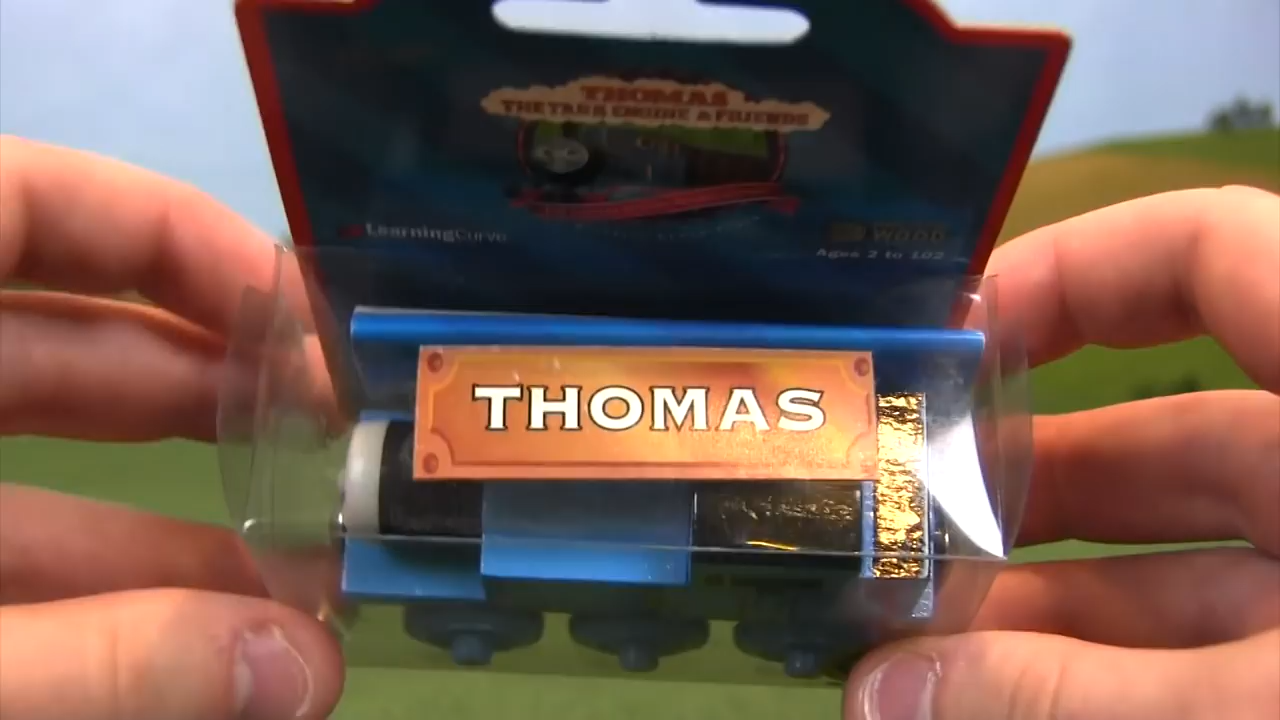 THOMAS
THE TANK ENGINE & FRIENDS
LearningCurve
WOOD
Ages 2 to 102
THOMAS